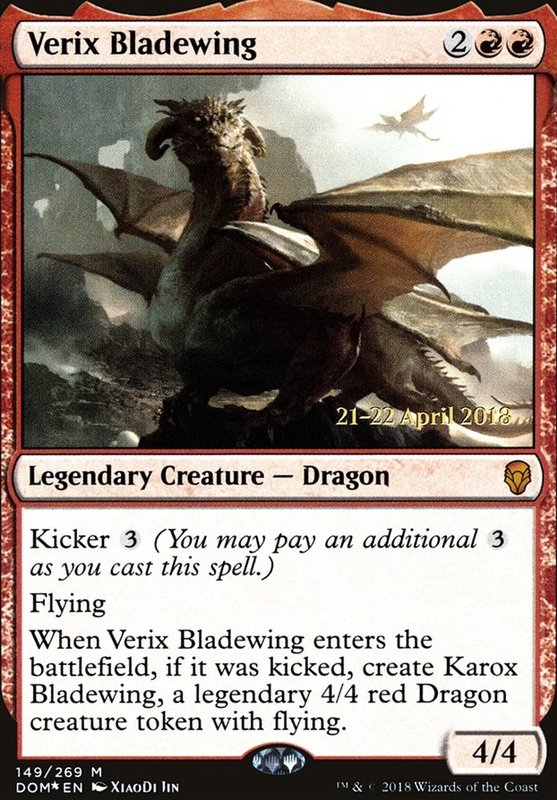 Verix Bladewing 2
21–22 April 2018
Legendary Creature — Dragon
Kicker 3 (You may pay an additional 3
as you cast this spell.)
Flying
When Verix Bladewing enters the
battlefield, if it was kicked, create Karox
Bladewing, a legendary 4/4 red Dragon
creature token with flying.
4/4
149/269 M
DOM★EN XiaoDi Jin
™ & © 2018 Wizards of the Coast